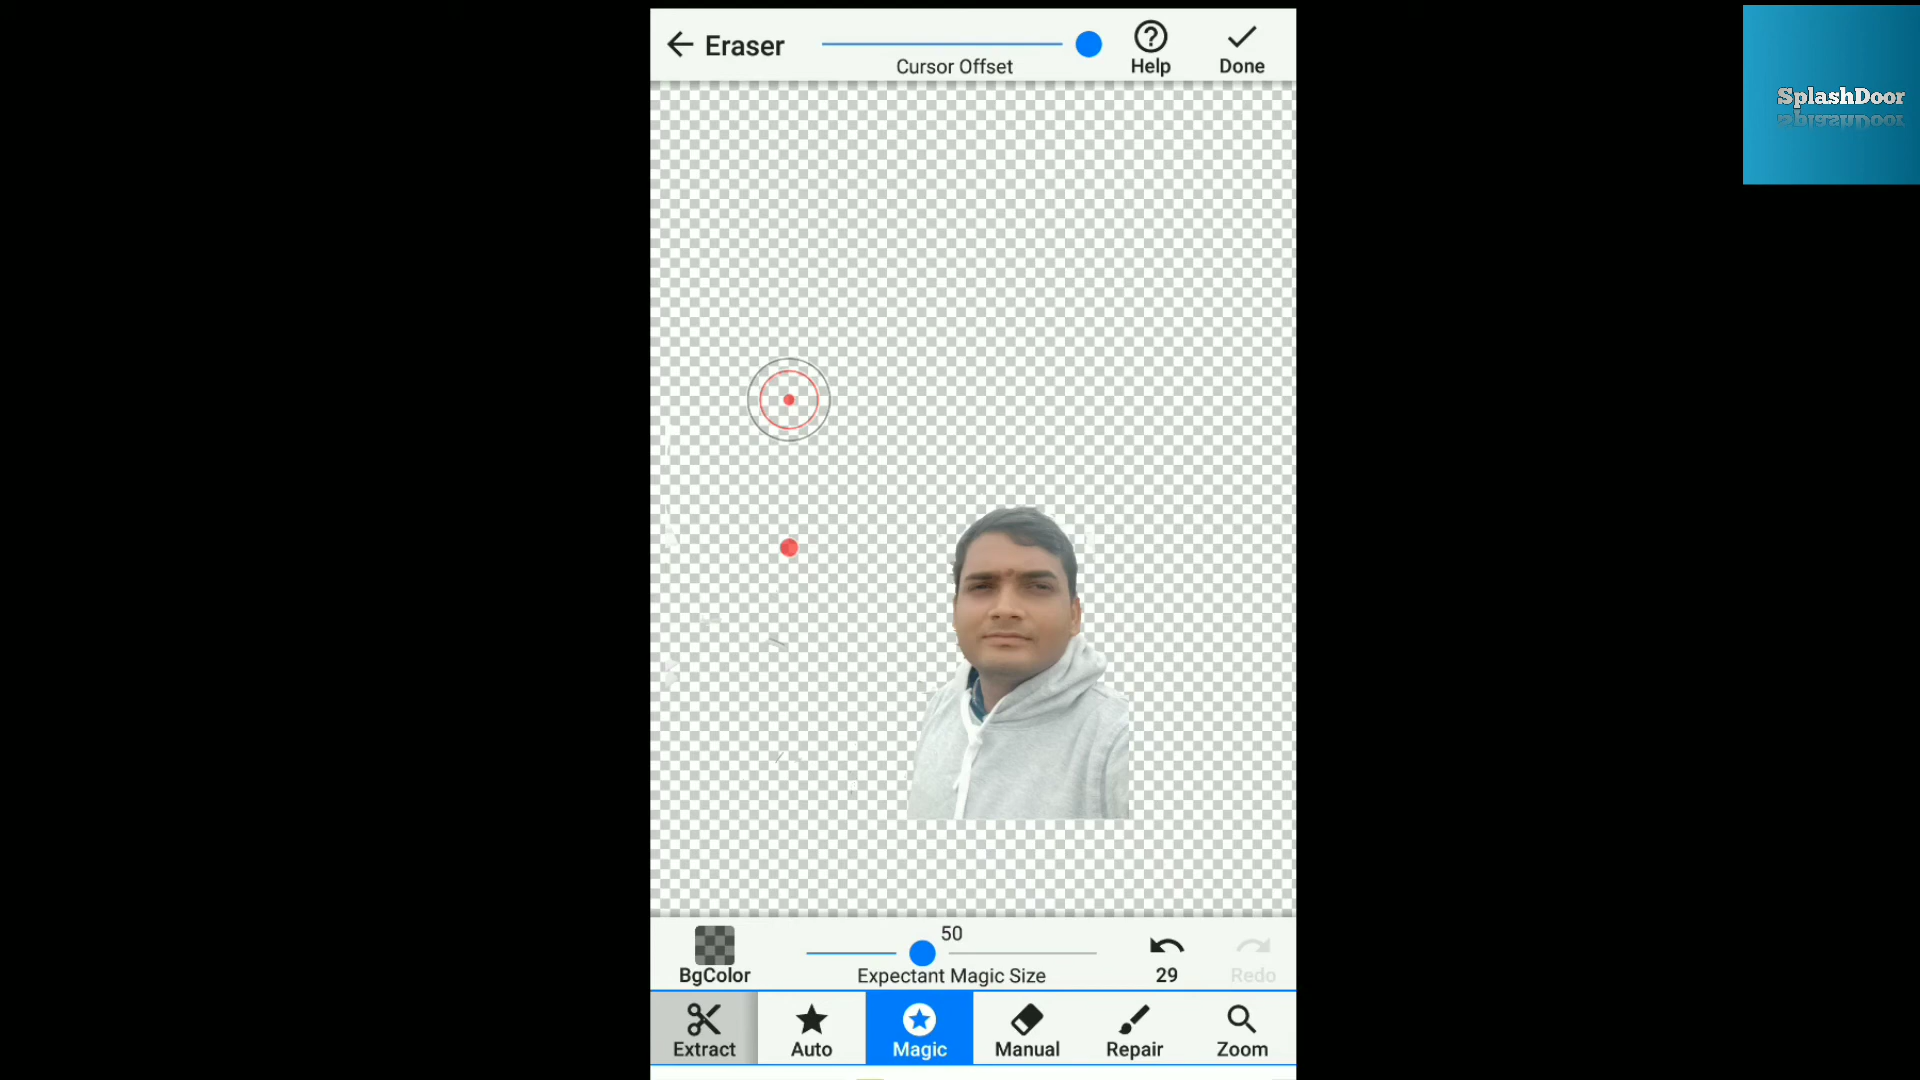 Eraser
Cursor Offset
Help
Done
SplashDoor
50
BgColor
Expectant Magic Size
29
Redo
Extract
Auto
Magic
Manual
Repair
Zoom